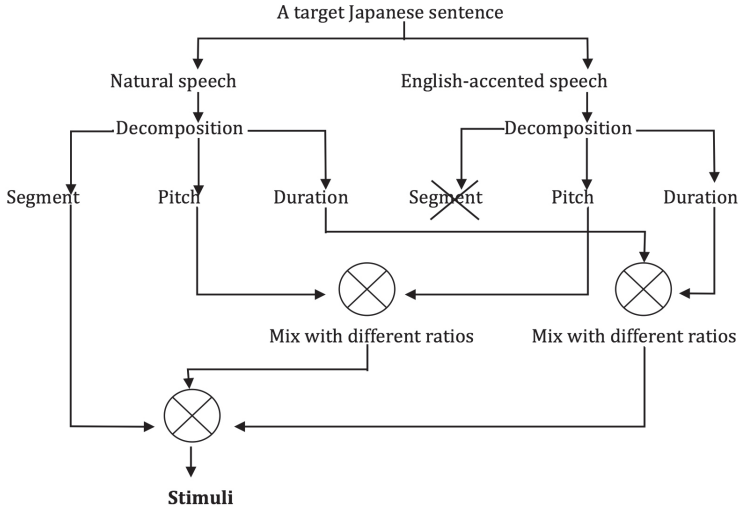 A target Japanese sentence
Natural speech
English-accented speech
Decomposition
Decomposition
Segment
Pitch
Duration
Segment
Pitch
Duration
Mix with different ratios
Mix with different ratios
Stimuli